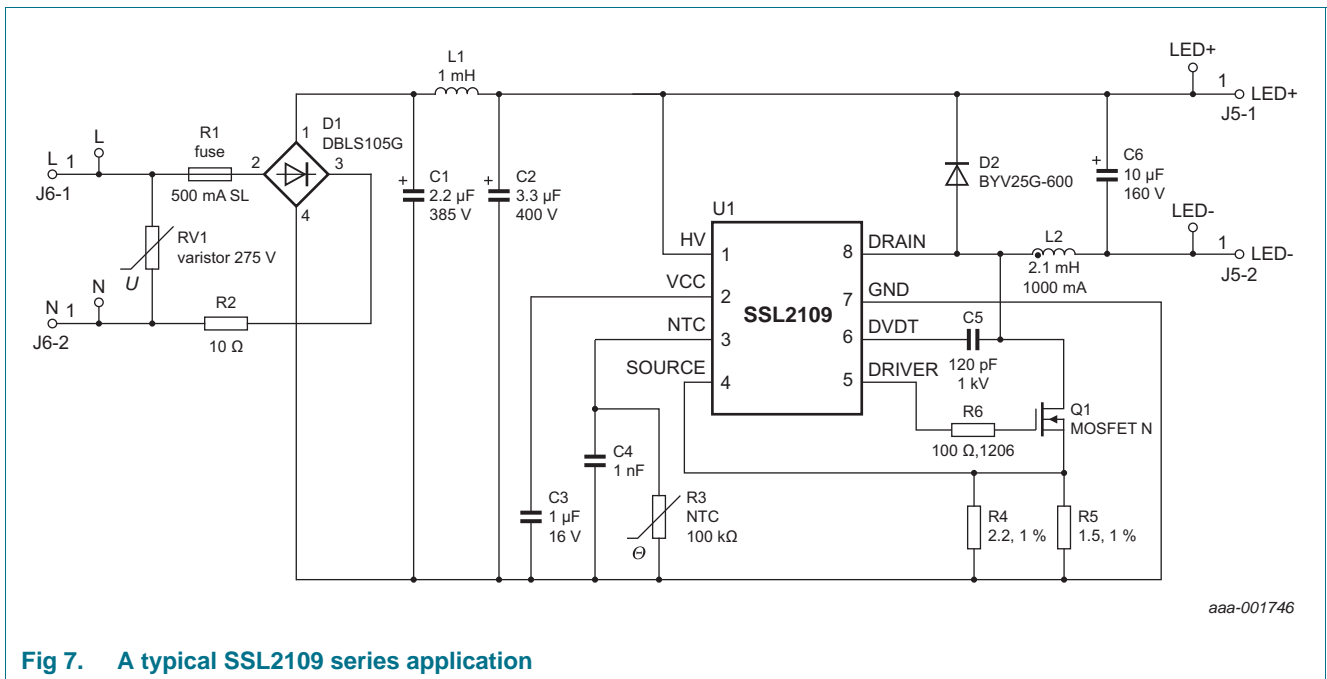 L1
1 mH
LED+
1
LED+
J5-1
L
L 1
J6-1
R1
fuse
500 mA SL
D1
DBLS105G
1
2
3
4
C1
2.2 µF
385 V
+
C2
3.3 µF
400 V
+
D2
BYV25G-600
C6
10 µF
160 V
+
LED-
1
LED-
J5-2
RV1
varistor 275 V
U
N
N 1
J6-2
R2
10 Ω
U1
SSL2109
HV
1
VCC
2
NTC
3
SOURCE
4
8
DRAIN
7
GND
6
DVDT
5
DRIVER
L2
2.1 mH
1000 mA
C5
120 pF
1 kV
R6
100 Ω,1206
Q1
MOSFET N
C4
1 nF
C3
1 µF
16 V
R3
NTC
100 kΩ
Θ
R4
2.2, 1 %
R5
1.5, 1 %
aaa-001746
Fig 7. A typical SSL2109 series application